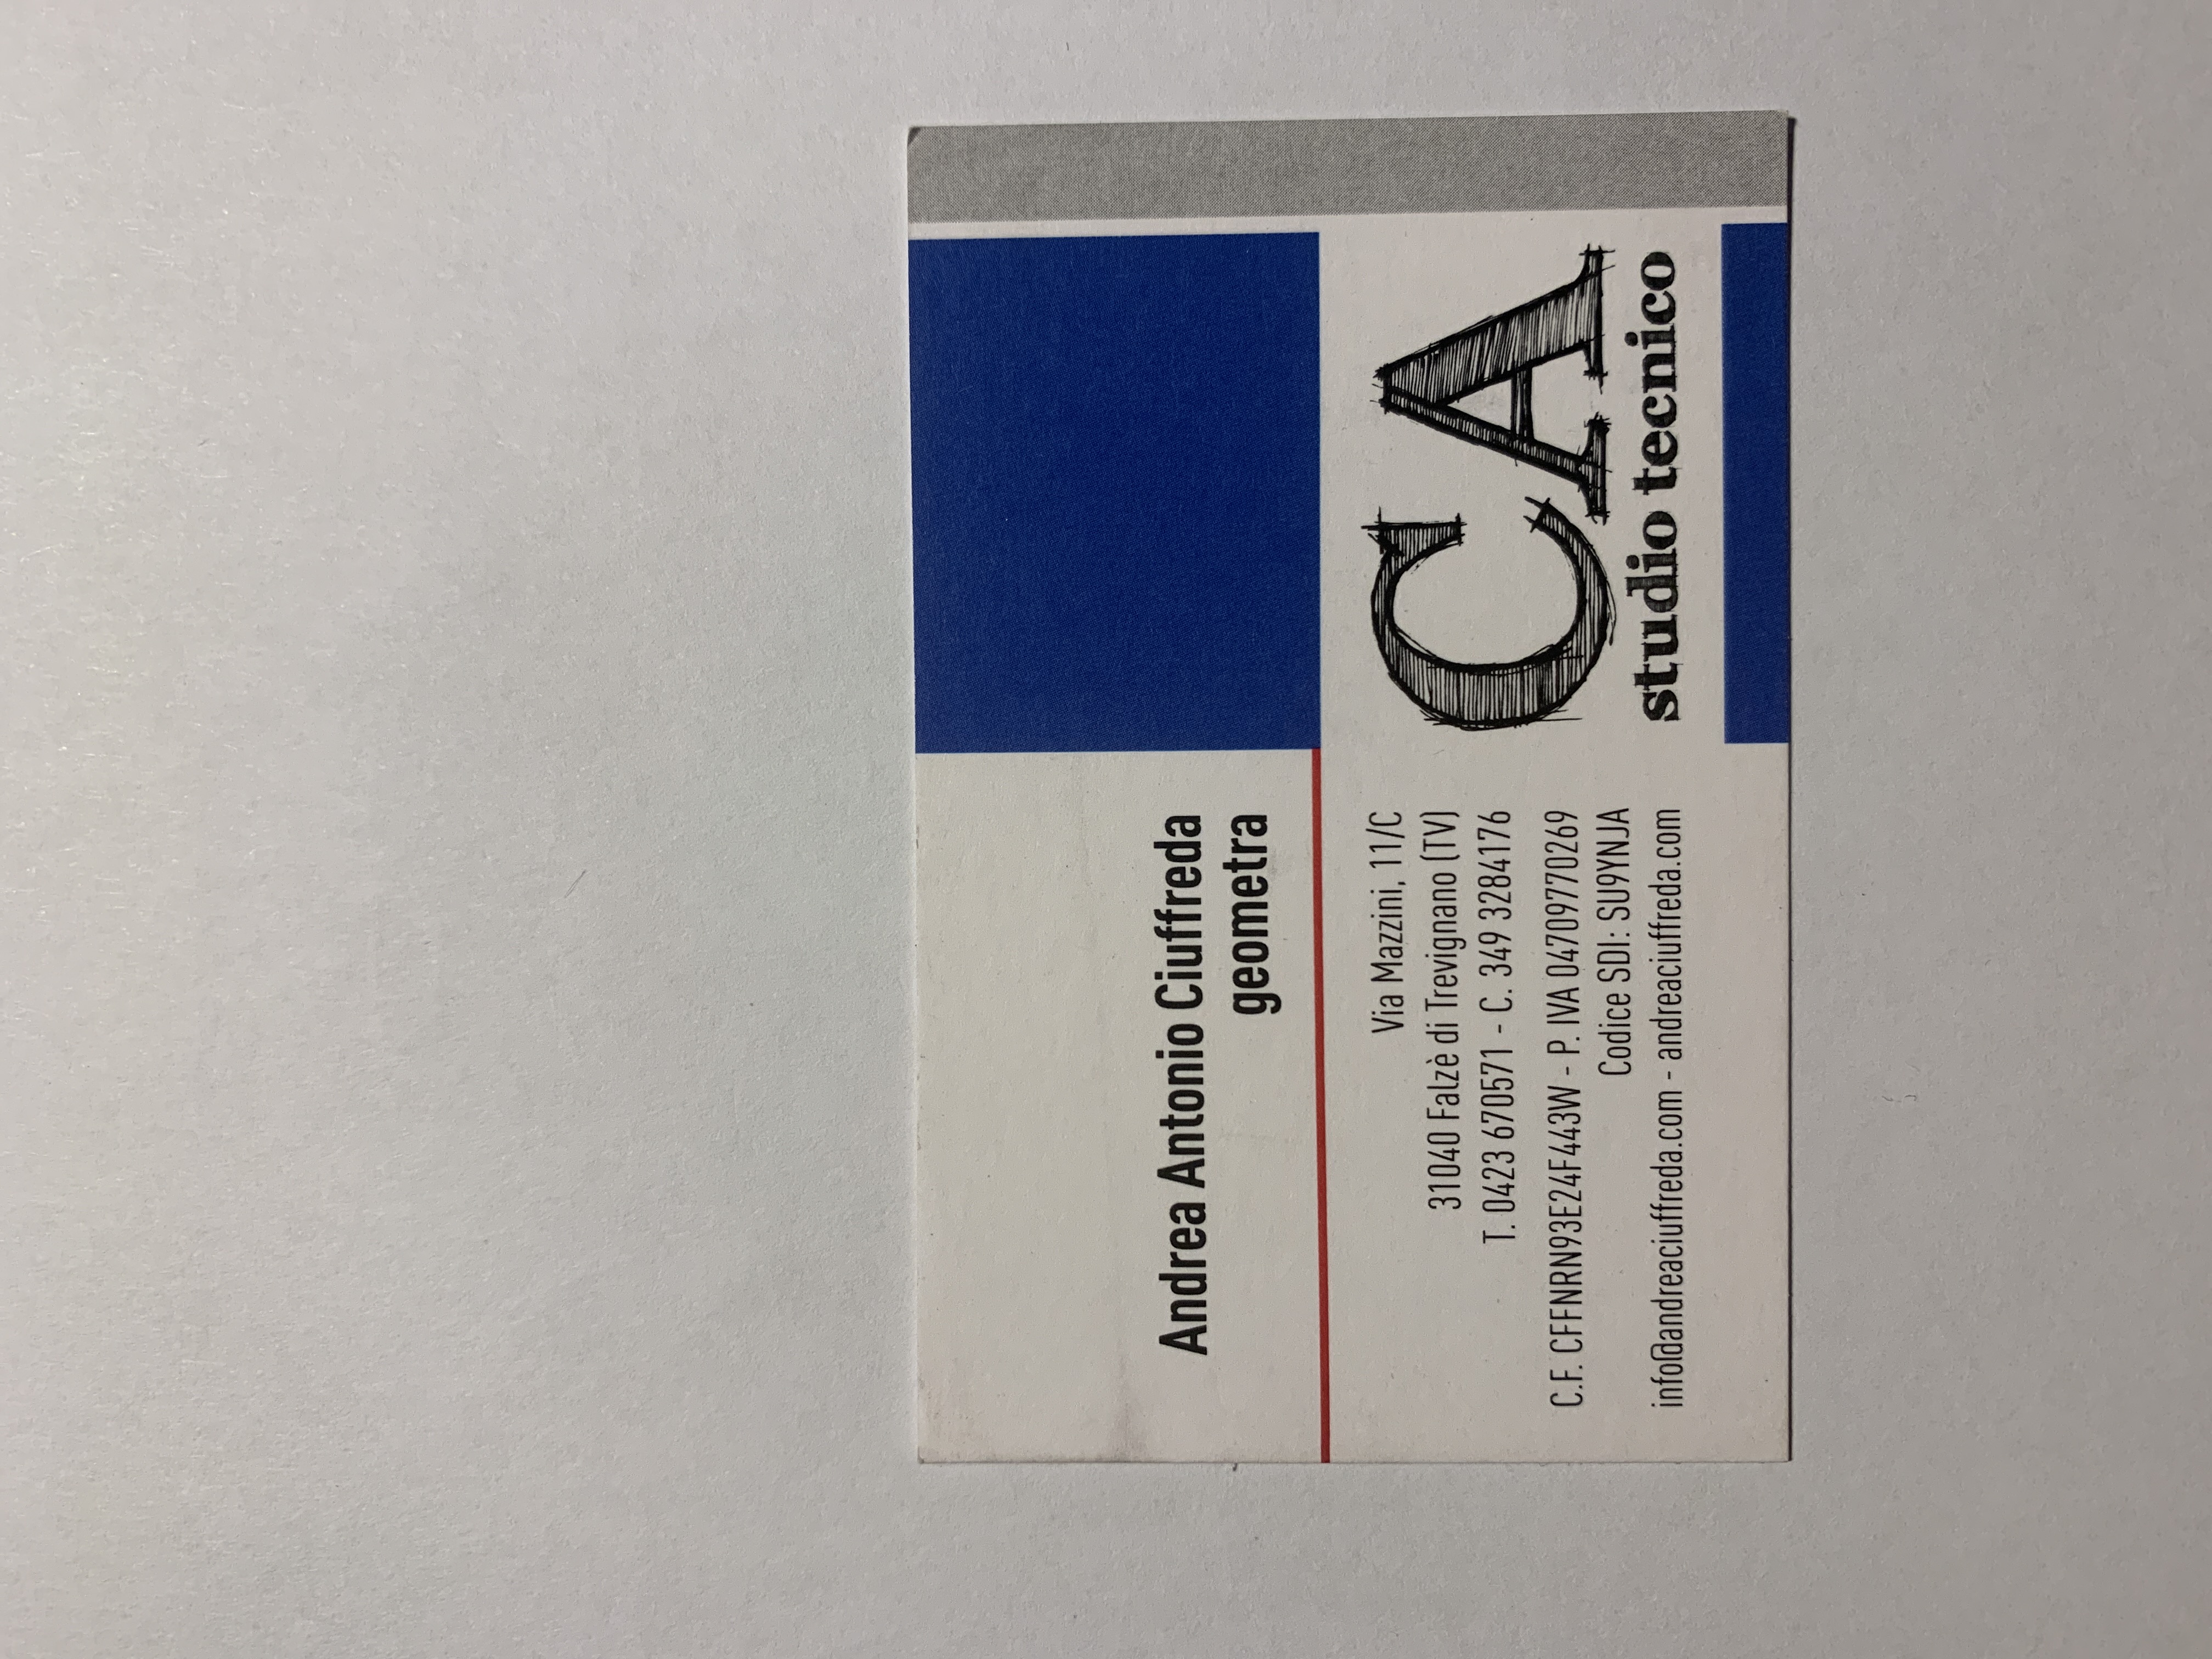 Andrea Antonio Ciuffreda
geometra
Via Mazzini, 11/C
31040 Falzè di Trevignano (TV)
T. 0423 670571 - C. 349 3284176
C.F. CFFNRN93E24F443W - P. IVA 04709770269
Codice SDI: SU9YNJA
info@andreaciuffreda.com - andreaciuffreda.com
CA
studio tecnico